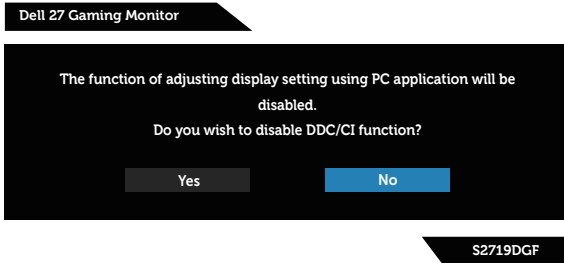 Dell 27 Gaming Monitor
The function of adjusting display setting using PC application will be
disabled.
Do you wish to disable DDC/CI function?
Yes
No
S2719DGF